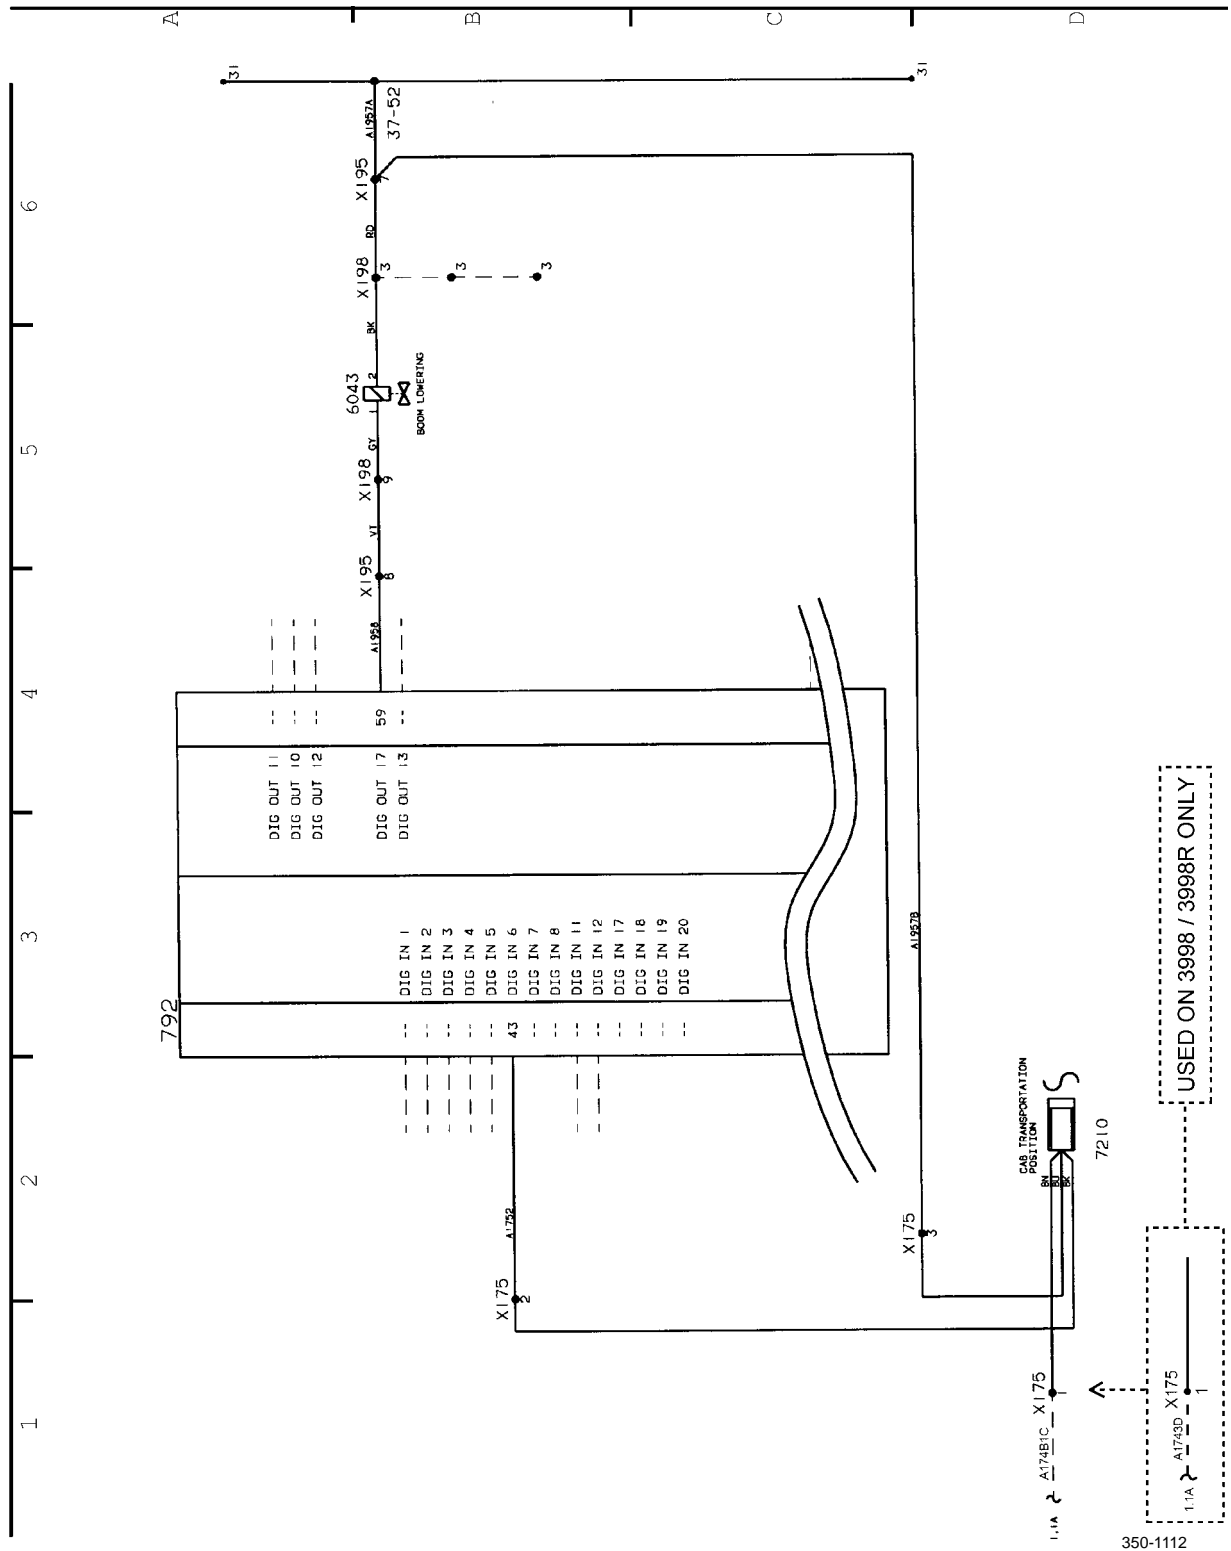 A
B
C
D
1
2
3
4
5
6
31
31
A1957A
37-52
X195
7
RD
X198
3
3
3
BK
6043
2
1
BOOM LOWERING
GY
X198
9
VI
X195
8
A1958
792
DIG OUT 11 --
DIG OUT 10 --
DIG OUT 12 --
DIG OUT 17 59
DIG OUT 13 --
-- DIG IN 1
-- DIG IN 2
-- DIG IN 3
-- DIG IN 4
-- DIG IN 5
43 DIG IN 6
-- DIG IN 7
-- DIG IN 8
-- DIG IN 11
-- DIG IN 12
-- DIG IN 17
-- DIG IN 18
-- DIG IN 19
-- DIG IN 20
A1752
X175
2
A1957B
X175
3
CAB TRANSPORTATION
POSITION
BN
BU
BK
7210
1.1A
A174B1C
X175
1
1.1A
A1743D
X175
1
USED ON 3998 / 3998R ONLY
350-1112